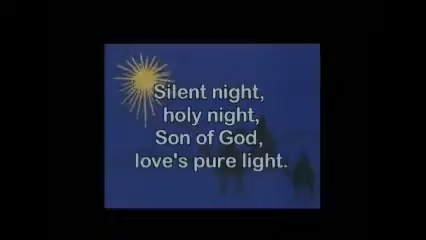 Silent night,
holy night,
Son of God,
love's pure light.